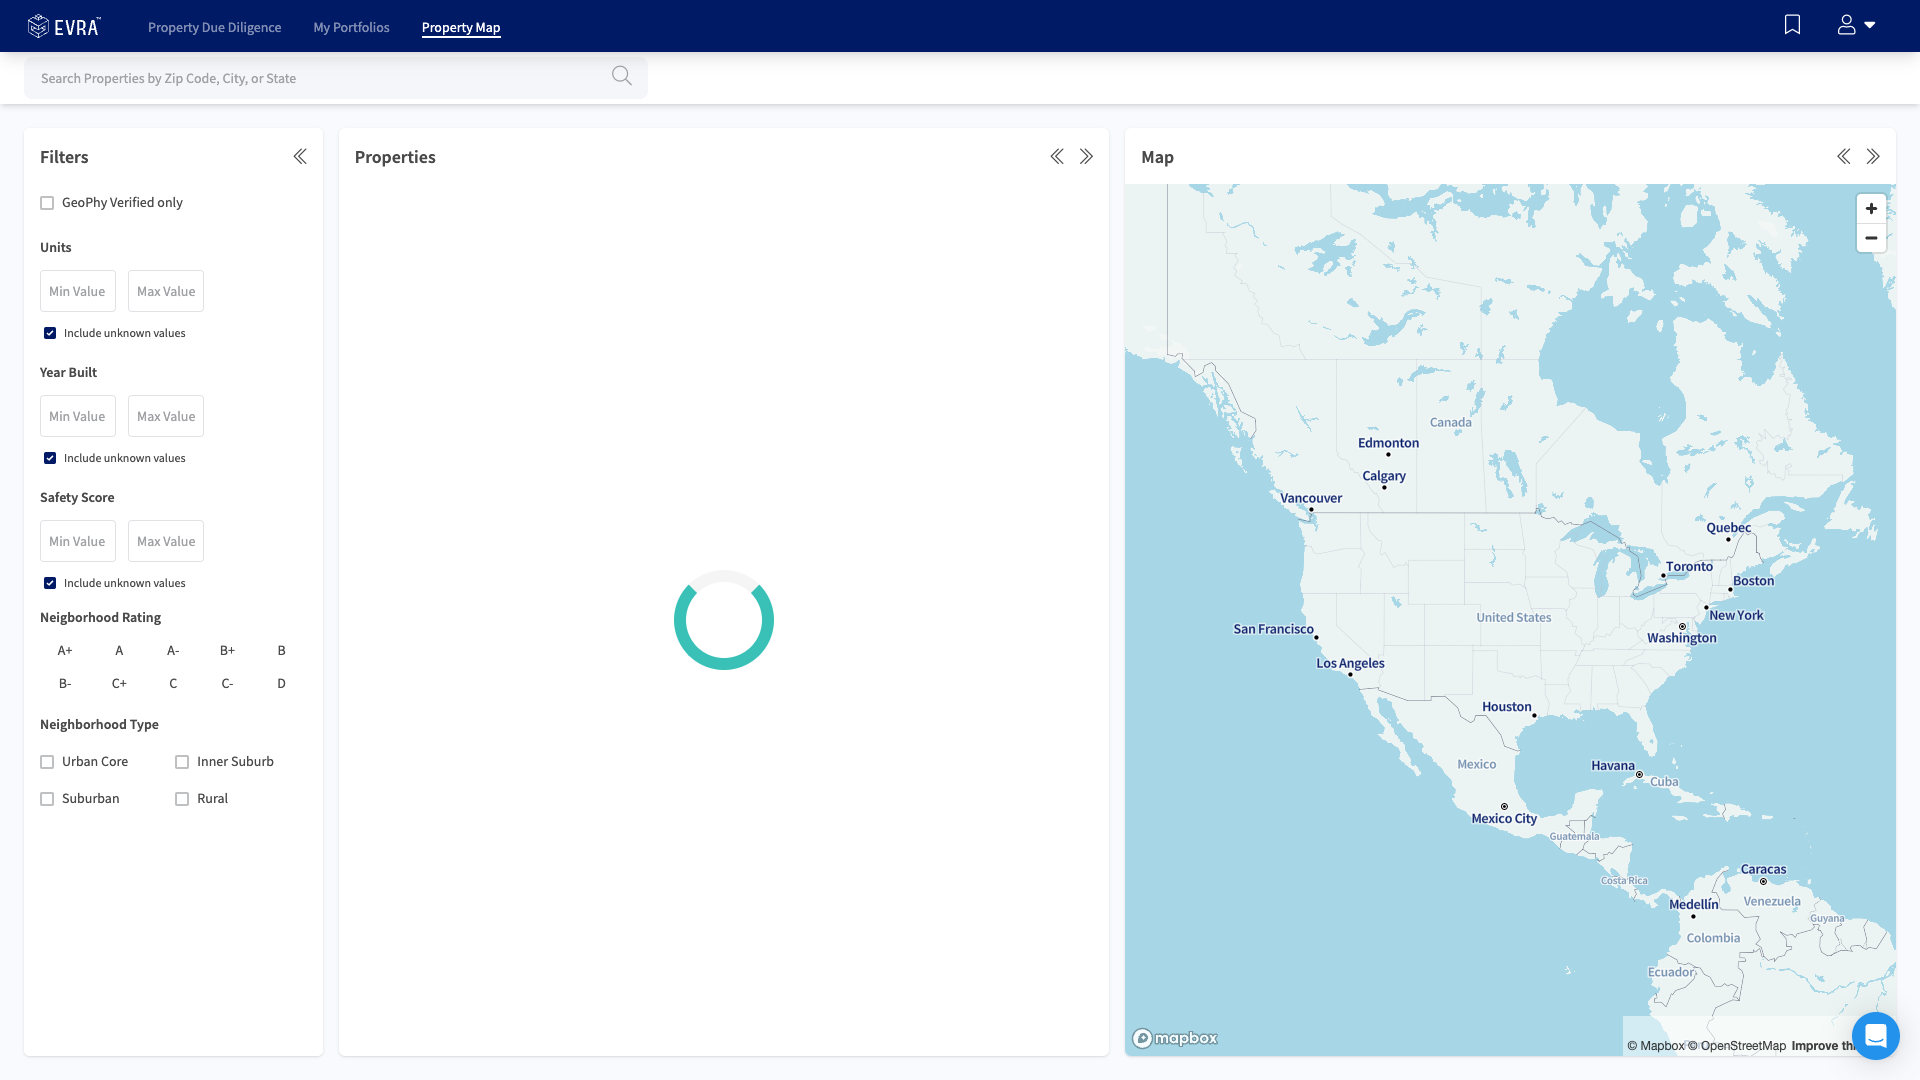 EVRA™
Property Due Diligence
My Portfolios
Property Map
Search Properties by Zip Code, City, or State
Filters
GeoPhy Verified only
Units
Min Value
Max Value
Include unknown values
Year Built
Min Value
Max Value
Include unknown values
Safety Score
Min Value
Max Value
Include unknown values
Neigborhood Rating
A+ A A- B+ B
B- C+ C C- D
Neighborhood Type
Urban Core
Inner Suburb
Suburban
Rural
Properties
Map
+
−
Canada
Edmonton
Calgary
Vancouver
Quebec
Toronto
Boston
New York
United States
San Francisco
Washington
Los Angeles
Houston
Mexico
Havana
Cuba
Mexico City
Guatemala
Caracas
Costa Rica
Venezuela
Medellín
Guyana
Colombia
Ecuador
mapbox
© Mapbox © OpenStreetMap Improve thi